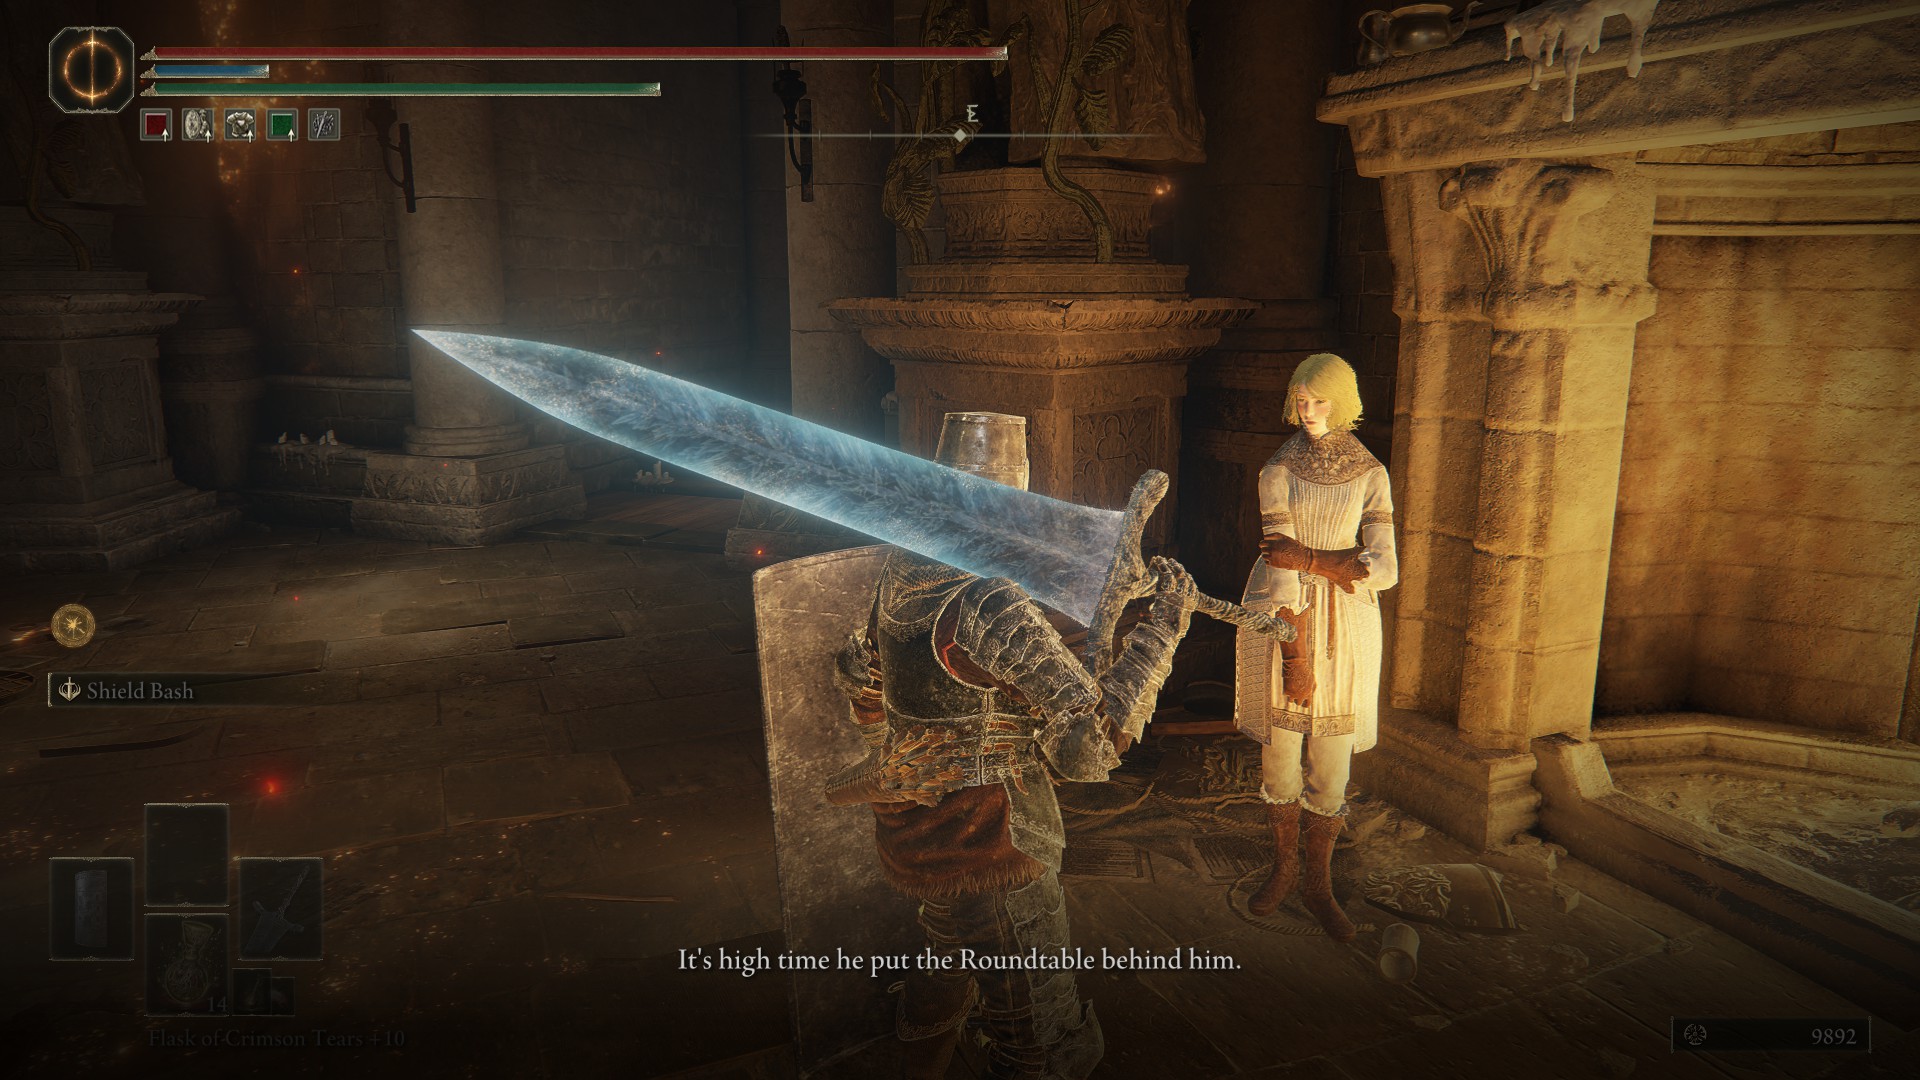 E
Shield Bash
14
It's high time he put the Roundtable behind him.
Flask of Crimson Tears +10
9892